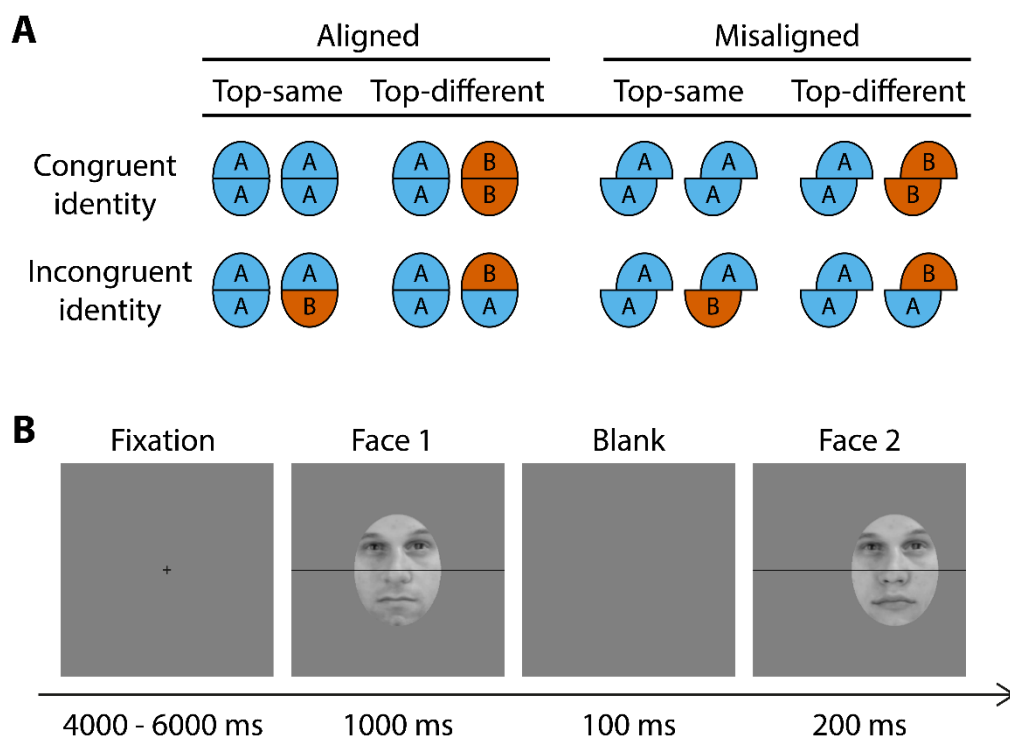 A
Aligned Misaligned
Top-same Top-different Top-same Top-different
Congruent
identity
A A A B A A A B
A A A B A A A B
Incongruent
identity
A A A B A A A B
A B A A A B A A
B
Fixation Face 1 Blank Face 2
+
4000 - 6000 ms 1000 ms 100 ms 200 ms